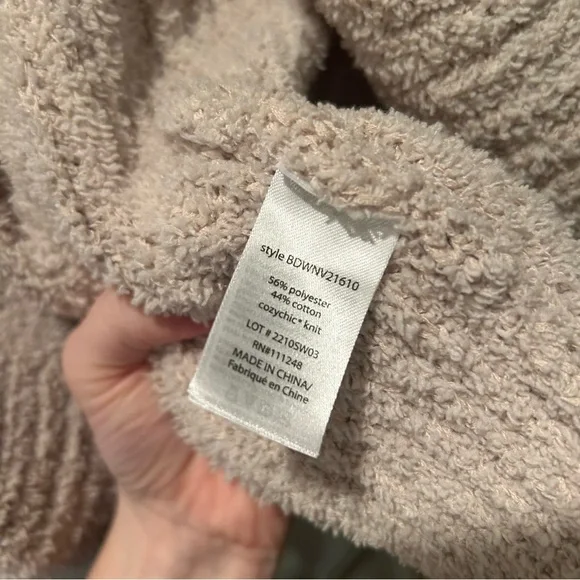 style BDWNV21610
56% polyester
44% cotton
cozychic* knit
LOT # 2210SW03
RN#111248
MADE IN CHINA/
Fabriqué en Chine